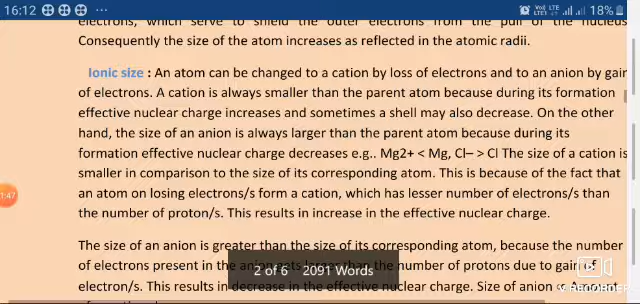 16:12 ... 18%
electrons, which serve to shield the outer electrons from the pull of the nucleus
Consequently the size of the atom increases as reflected in the atomic radii.
Ionic size : An atom can be changed to a cation by loss of electrons and to an anion by gain
of electrons. A cation is always smaller than the parent atom because during its formation
effective nuclear charge increases and sometimes a shell may also decrease. On the other
hand, the size of an anion is always larger than the parent atom because during its
formation effective nuclear charge decreases e.g.. Mg2+ < Mg, Cl– > Cl The size of a cation is
smaller in comparison to the size of its corresponding atom. This is because of the fact that
1:47
an atom on losing electrons/s form a cation, which has lesser number of electrons/s than
the number of proton/s. This results in increase in the effective nuclear charge.
The size of an anion is greater than the size of its corresponding atom, because the number
of electrons present in the anion gets larger than the number of protons due to gain of
2 of 6 2091 Words
electron/s. This results in decrease in the effective nuclear charge. Size of anion ∝ Amount
RECORDER